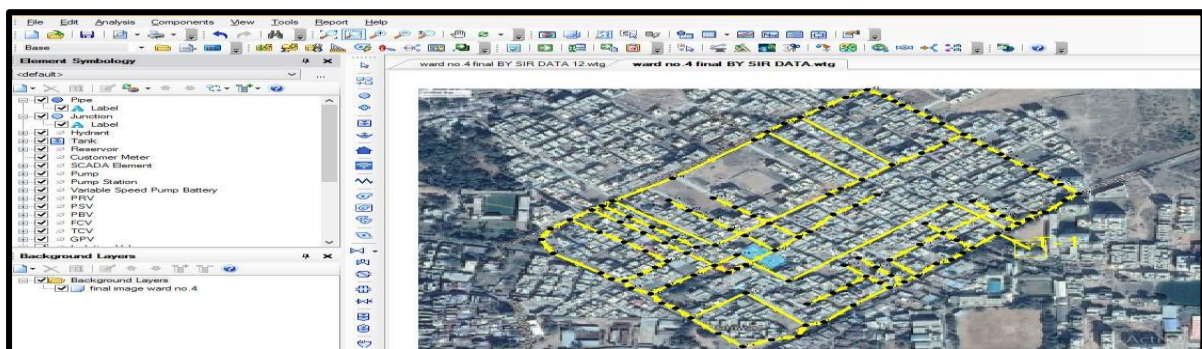 File Edit Analysis Components View Tools Report Help
Base
Element Symbology
<default>
Pipe
Label
Junction
Label
Hydrant
Tank
Reservoir
Customer Meter
SCADA Element
Pump
Pump Station
Variable Speed Pump Battery
PRV
PSV
PBV
FCV
TCV
GPV
Background Layers
Background Layers
final image ward no.4
ward no.4 final BY SIR DATA 12.wtg
ward no.4 final BY SIR DATA.wtg
T-1